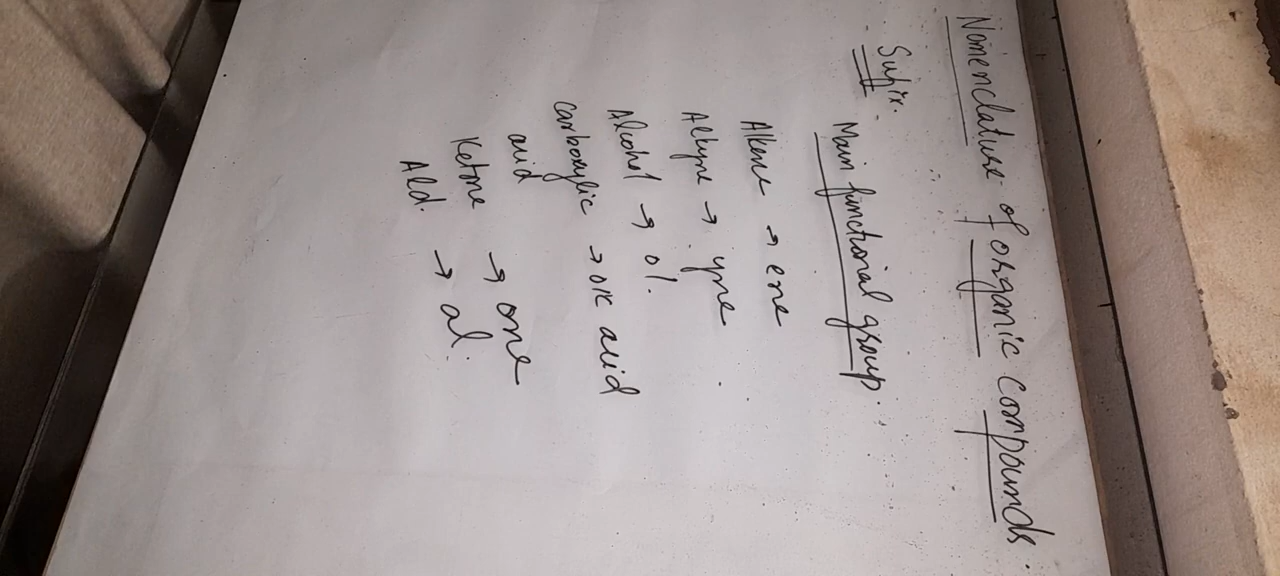 Nomenclature of organic compounds.
Sufix.
Main functional group.
Alkene → ene
Alkyne → yne
Alcohol → ol.
Carboxylic → oic acid
acid
Ketone → one
Ald. → al.